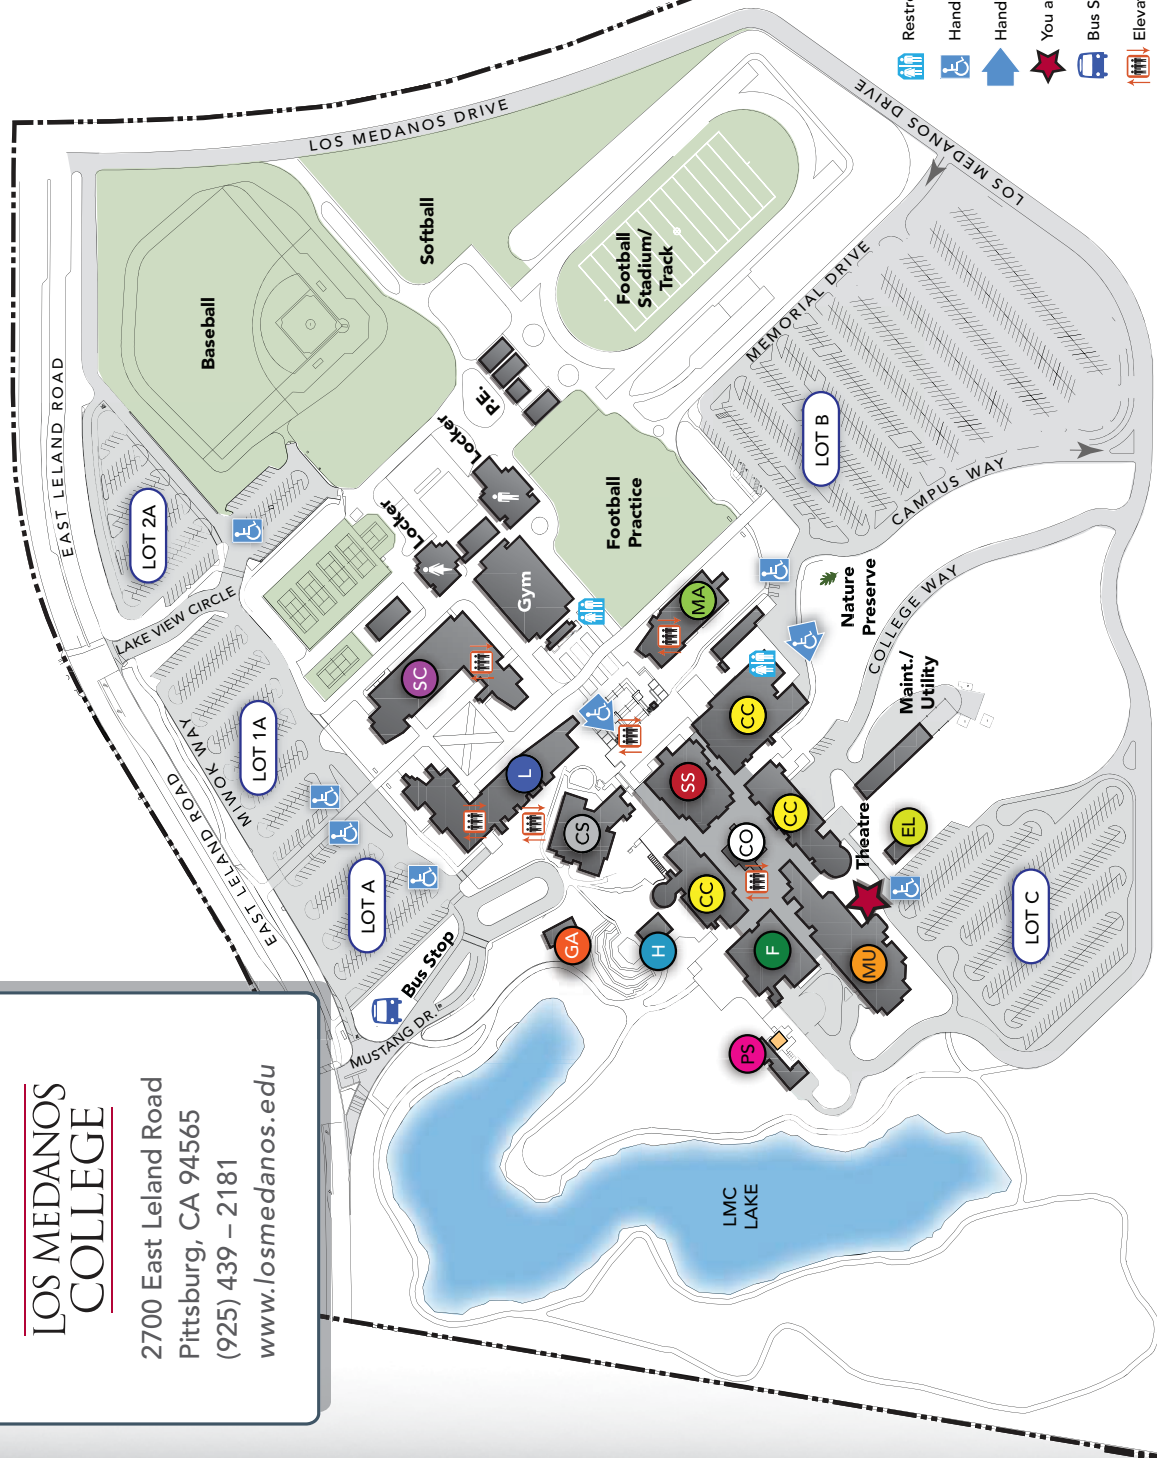 LOS MEDANOS
COLLEGE
2700 East Leland Road
Pittsburg, CA 94565
(925) 439 – 2181
www.losmedanos.edu
EAST LELAND ROAD
EAST LELAND ROAD
MIWOK WAY
LAKE VIEW CIRCLE
LOS MEDANOS DRIVE
LOS MEDANOS DRIVE
LOS MEDANOS DRIVE
MEMORIAL DRIVE
CAMPUS WAY
COLLEGE WAY
MUSTANG DR.
Bus Stop
LOT A
LOT 1A
LOT 2A
LOT B
LOT C
Baseball
Softball
Football
Stadium/
Track
Football
Practice
P.E.
Locker
Locker
Gym
SC
MA
L
CS
SS
CC
CC
CC
CO
GA
H
F
MU
PS
EL
Theatre
Maint./
Utility
Nature
Preserve
LMC
LAKE
Hand
Hand
You a
Bus S